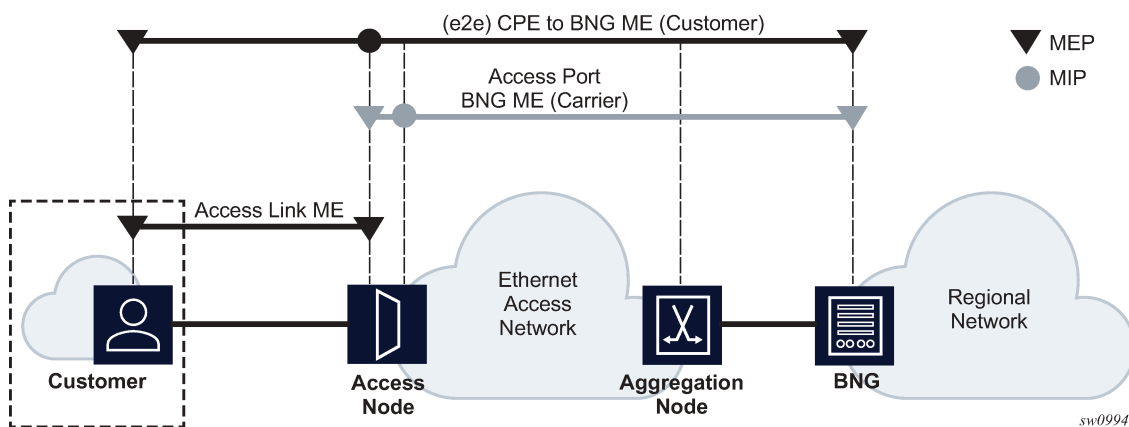 (e2e) CPE to BNG ME (Customer)
MEP
MIP
Access Port
BNG ME (Carrier)
Access Link ME
Ethernet
Access
Network
Regional
Network
Customer
Access
Node
Aggregation
Node
BNG
sw0994